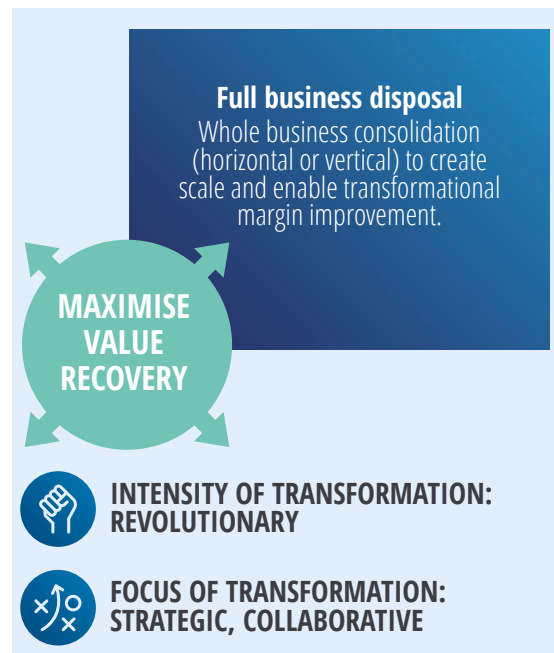 Full business disposal
Whole business consolidation
(horizontal or vertical) to create
scale and enable transformational
margin improvement.
MAXIMISE
VALUE
RECOVERY
INTENSITY OF TRANSFORMATION:
REVOLUTIONARY
FOCUS OF TRANSFORMATION:
STRATEGIC, COLLABORATIVE